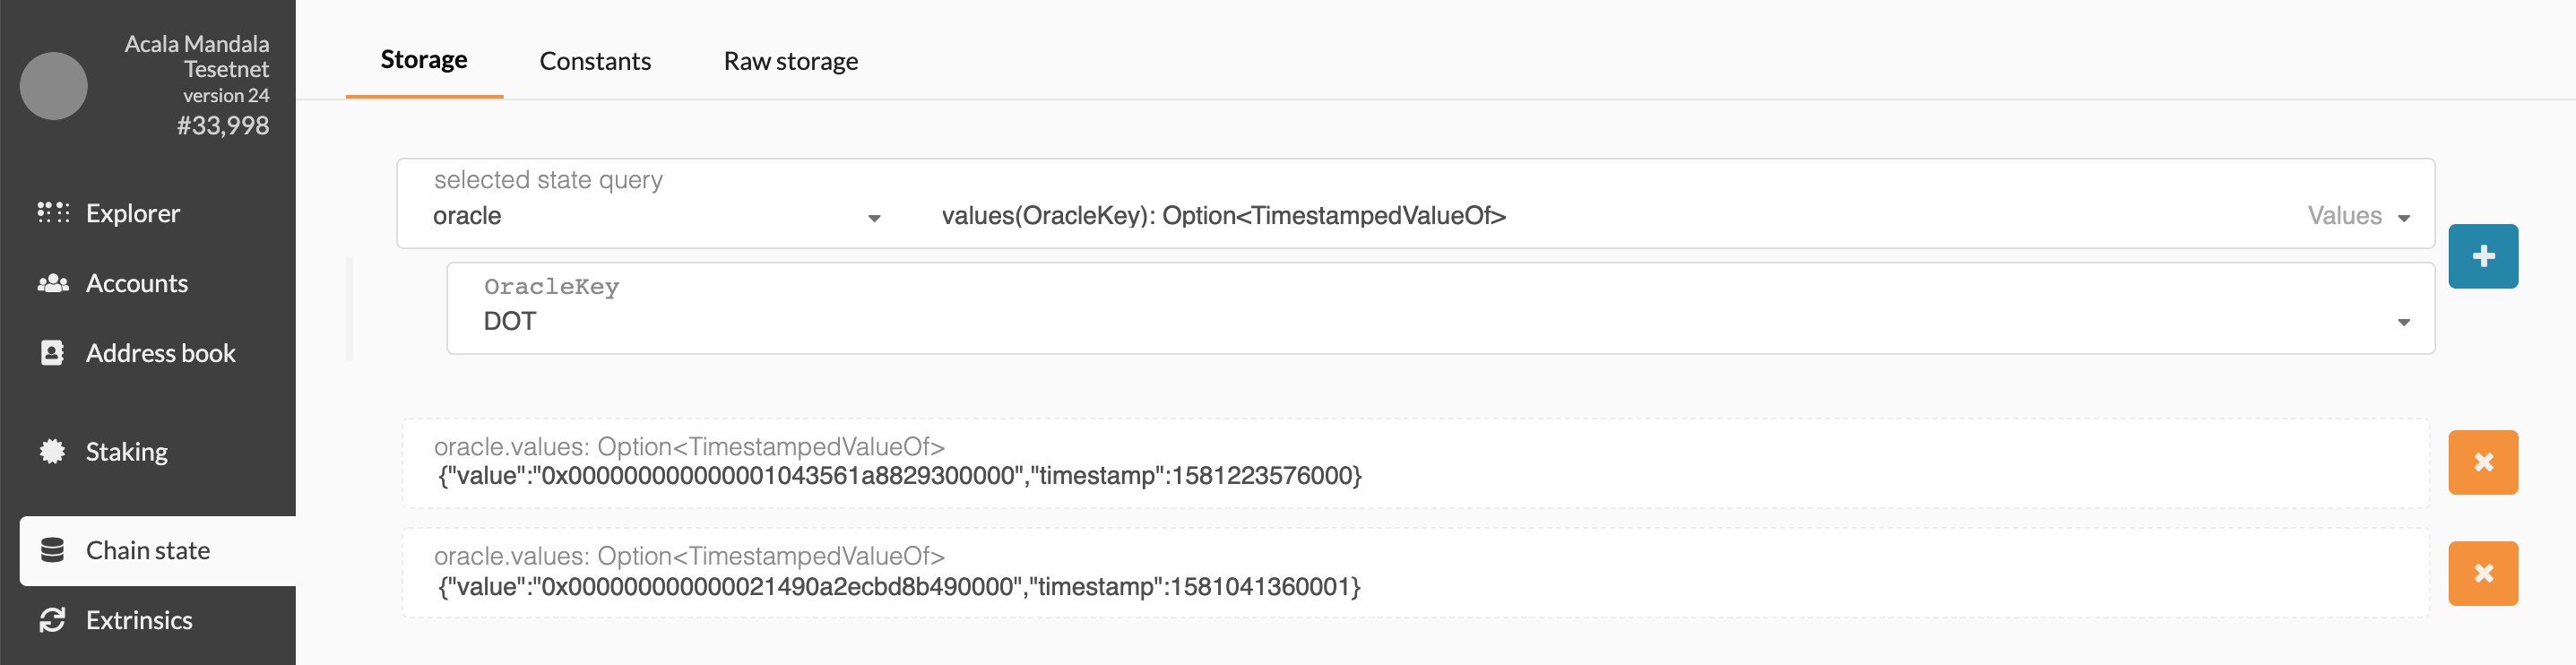 Acala Mandala
Tesetnet
version 24
#33,998
Explorer
Accounts
Address book
Staking
Chain state
Extrinsics
Storage Constants Raw storage
selected state query
oracle values(OracleKey): Option<TimestampedValueOf> Values
OracleKey
DOT
oracle.values: Option<TimestampedValueOf>
{"value":"0x0000000000000001043561a8829300000","timestamp":1581223576000}
oracle.values: Option<TimestampedValueOf>
{"value":"0x000000000000021490a2ecbd8b490000","timestamp":1581041360001}